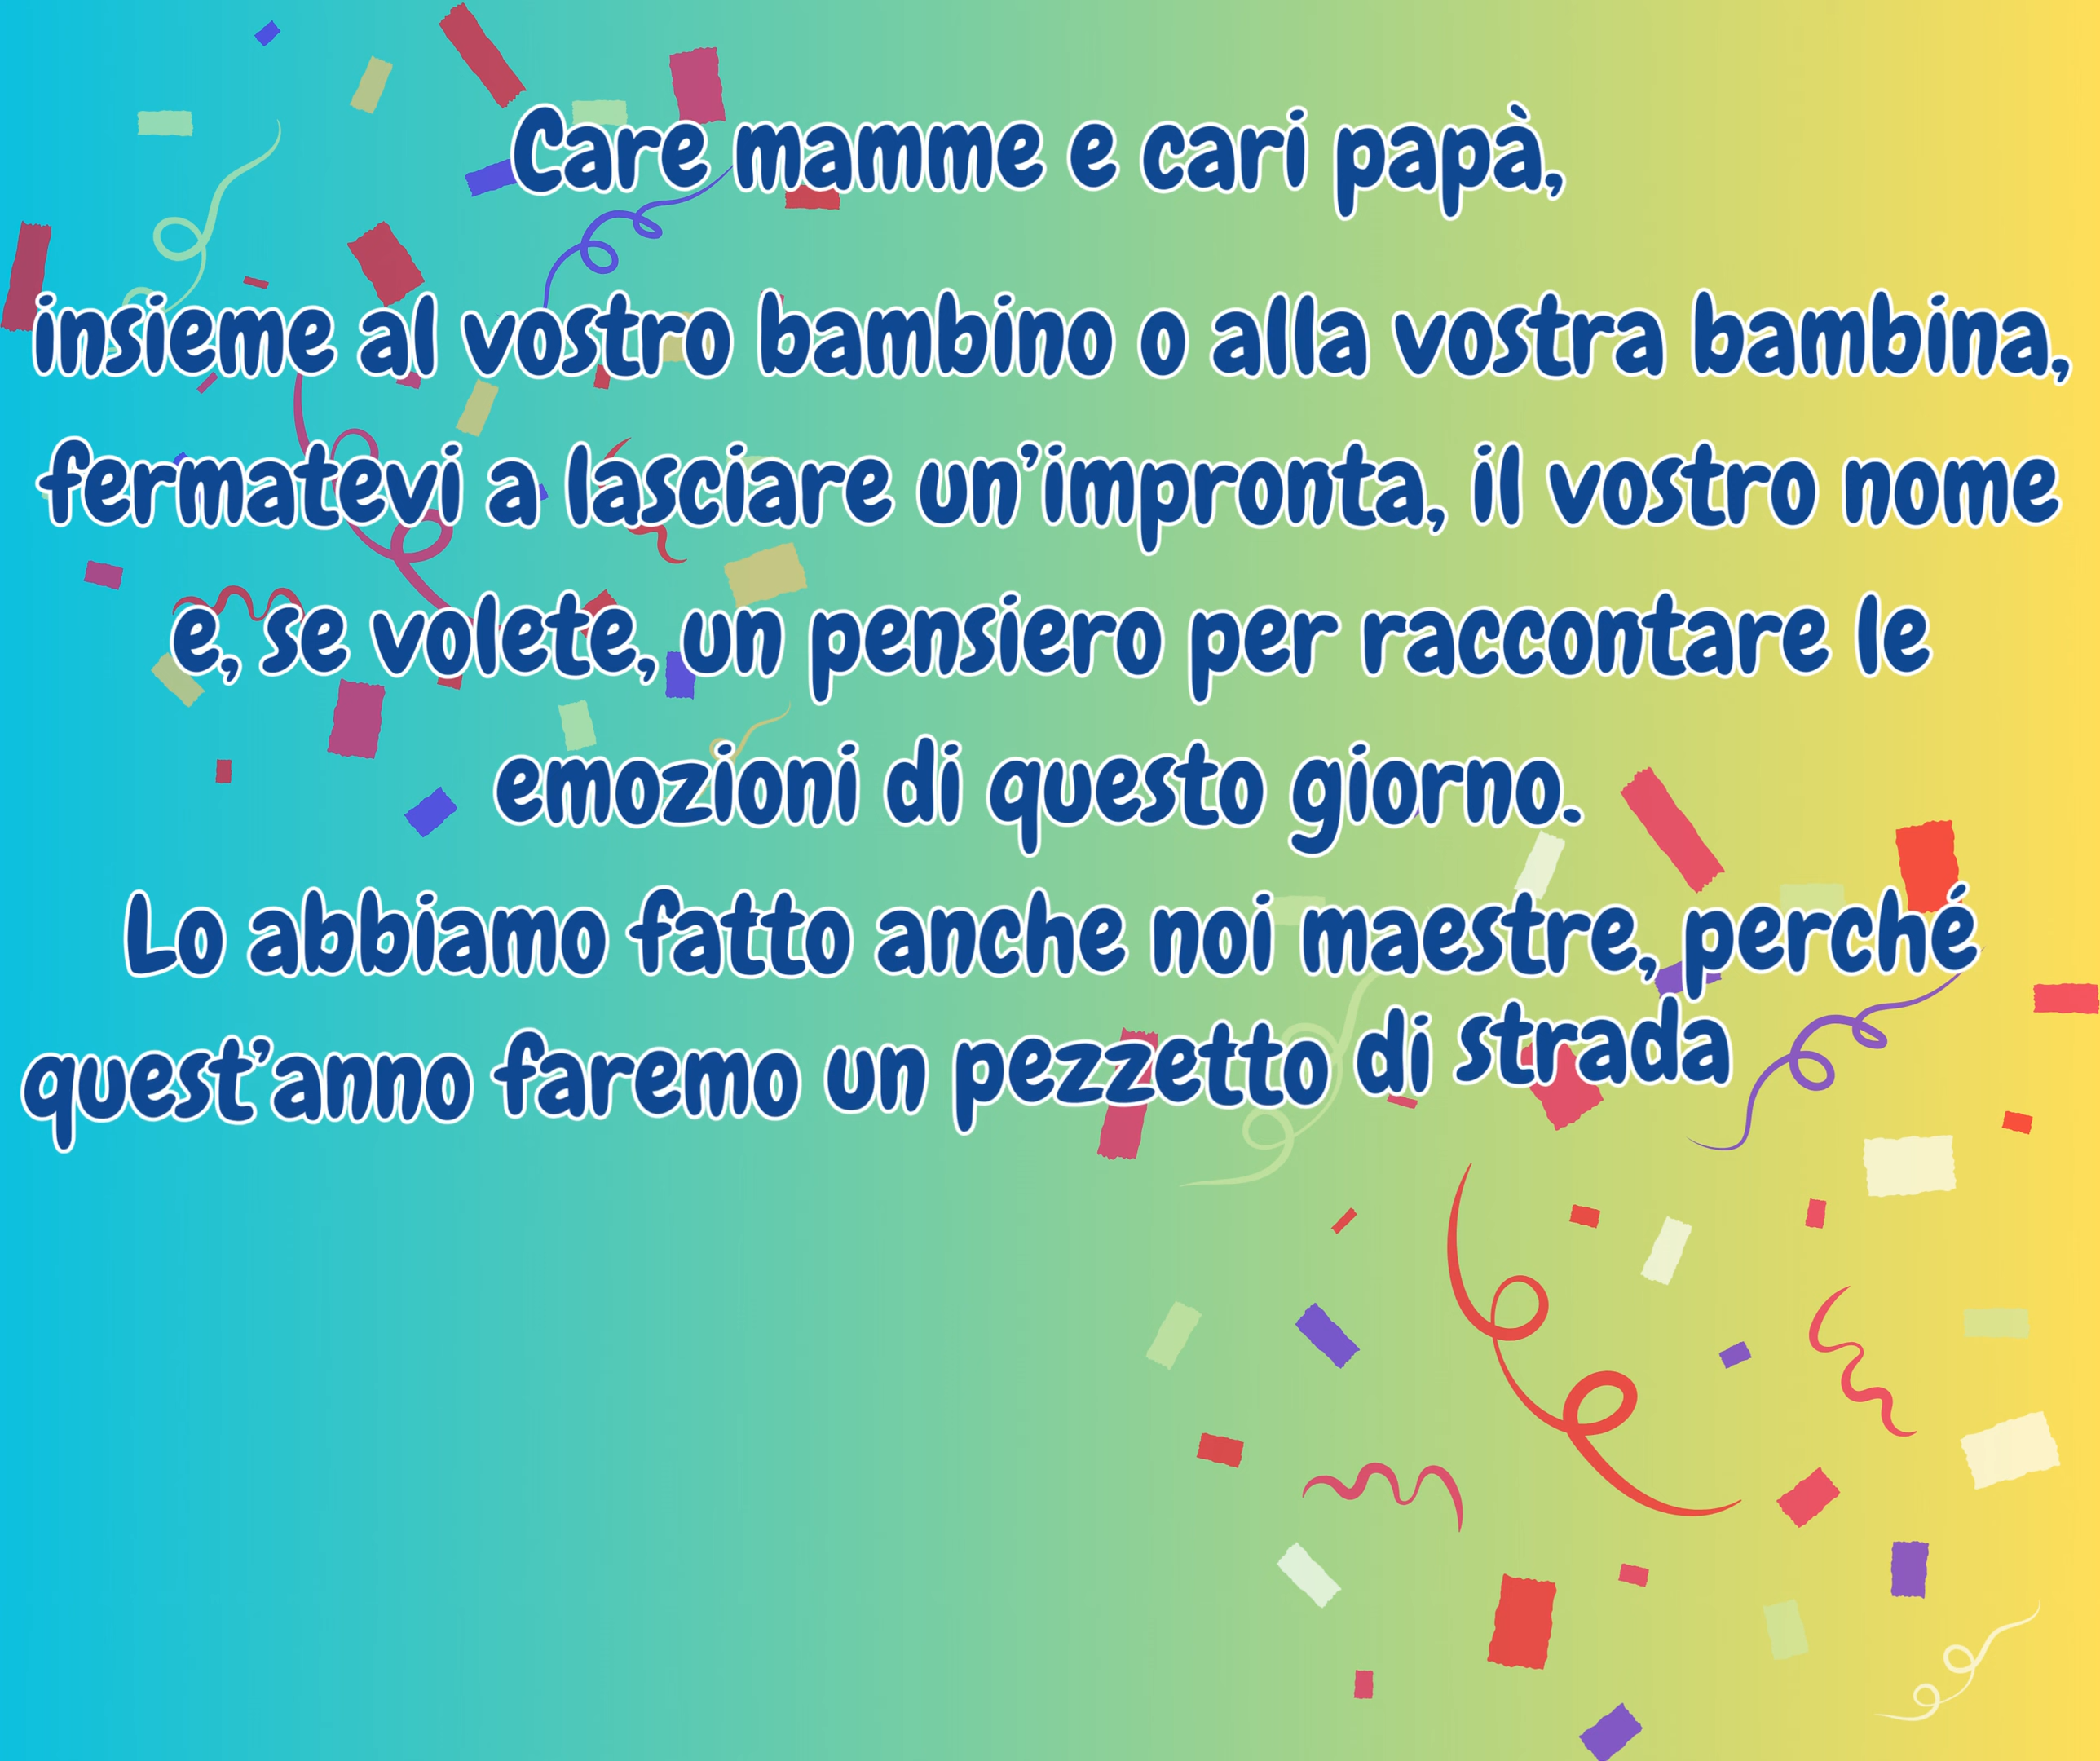 Care mamme e cari papà,
insieme al vostro bambino o alla vostra bambina,
fermatevi a lasciare un’impronta, il vostro nome
e, se volete, un pensiero per raccontare le
emozioni di questo giorno.
Lo abbiamo fatto anche noi maestre, perché
quest’anno faremo un pezzetto di strada